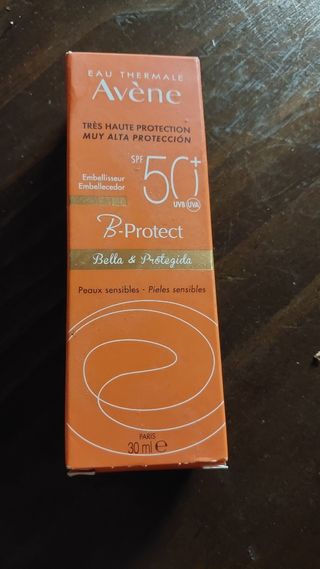 EAU THERMALE
Avène
TRÈS HAUTE PROTECTION
MUY ALTA PROTECCIÓN
SPF 50+
UVB UVA
Embellisseur
Embellecedor
B-Protect
Bella & Protegida
Peaux sensibles - Pieles sensibles
PARIS
30 ml e